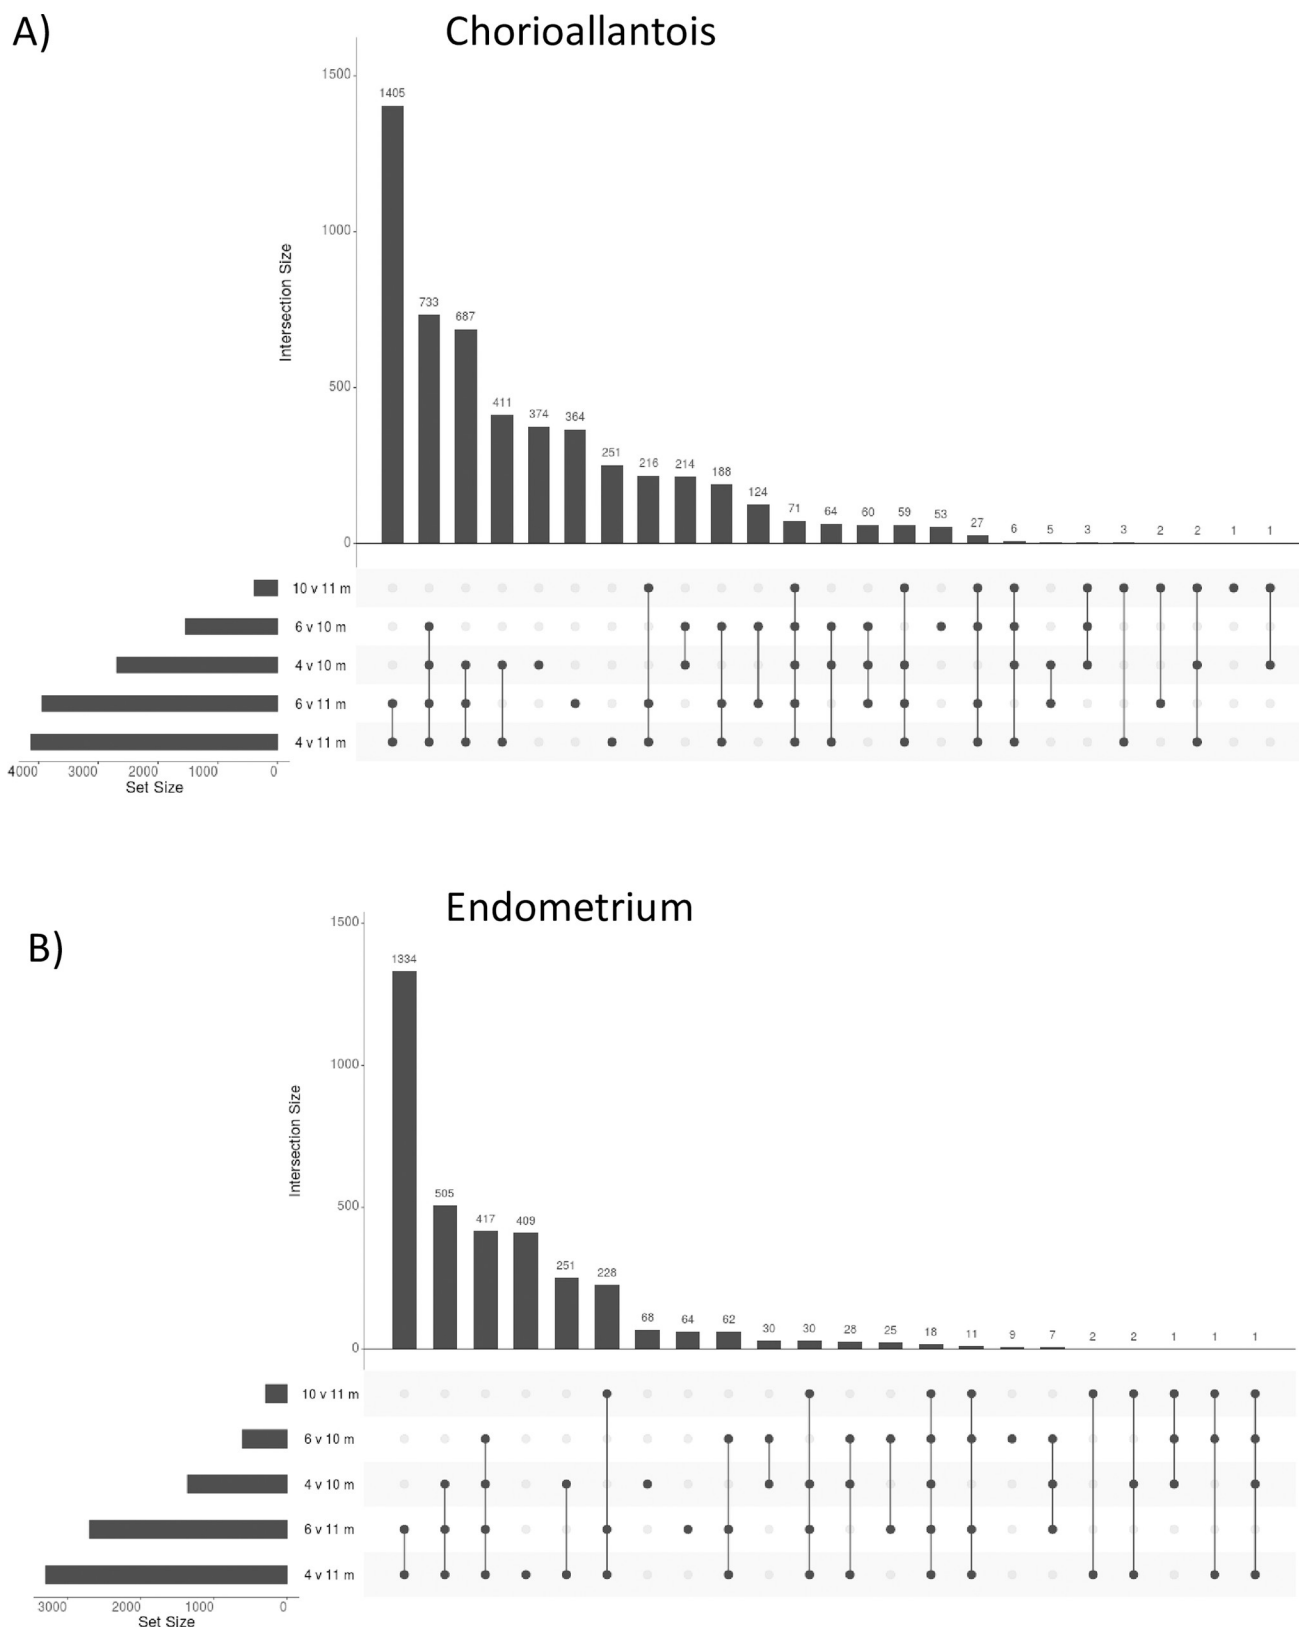 A)
Chorioallantois
1500
1000
500
0
Intersection Size
1405
733
687
411
374
364
251
216
214
188
124
71
64
60
59
53
27
6
5
3
3
2
2
1
1
10 v 11 m
6 v 10 m
4 v 10 m
6 v 11 m
4 v 11 m
4000 3000 2000 1000 0
Set Size
B)
Endometrium
1500
1000
500
0
Intersection Size
1334
505
417
409
251
228
68
64
62
30
30
28
25
18
11
9
7
2
2
1
1
1
10 v 11 m
6 v 10 m
4 v 10 m
6 v 11 m
4 v 11 m
3000 2000 1000 0
Set Size